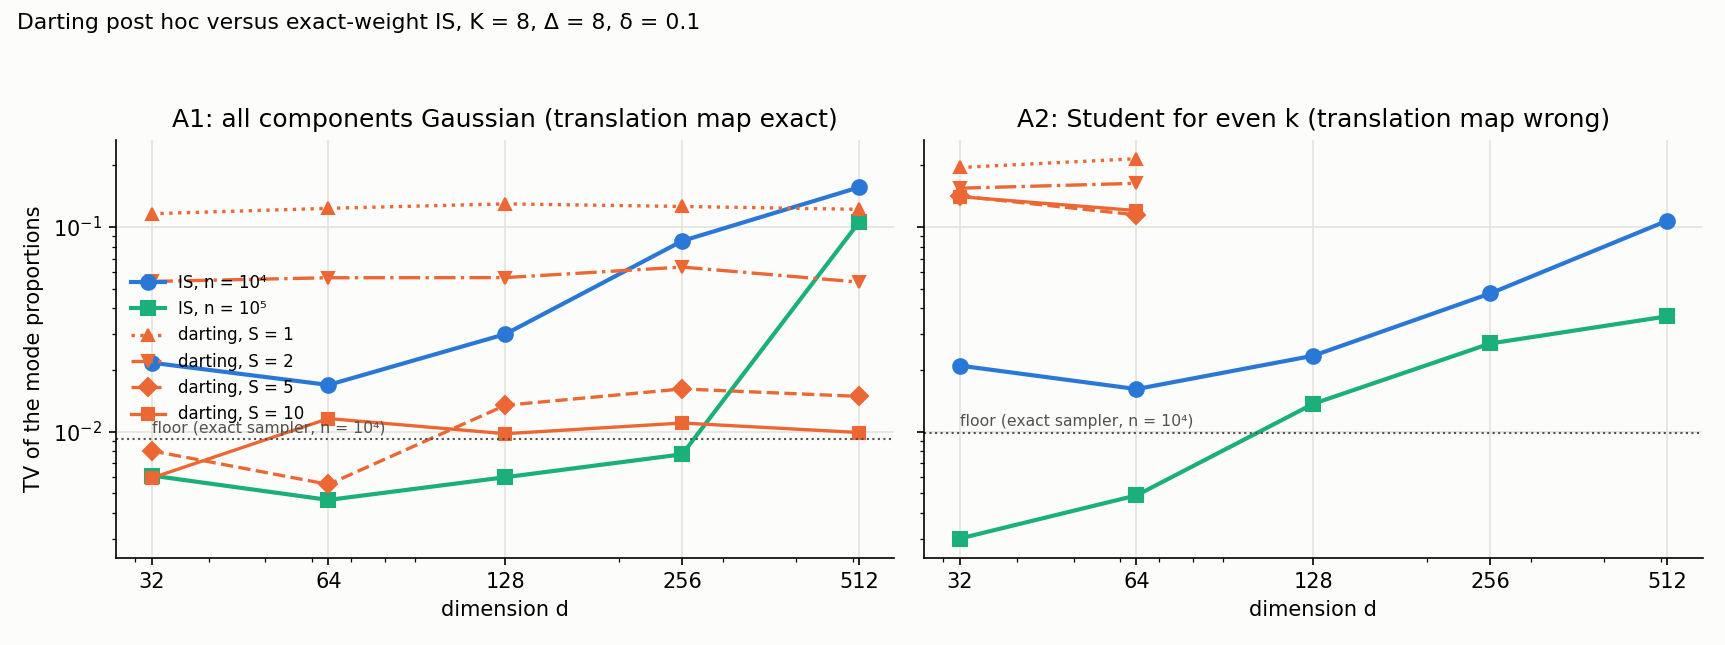 Darting post hoc versus exact-weight IS, K = 8, Δ = 8, δ = 0.1
A1: all components Gaussian (translation map exact)
A2: Student for even k (translation map wrong)
TV of the mode proportions
10⁻¹
10⁻²
IS, n = 10⁴
IS, n = 10⁵
darting, S = 1
darting, S = 2
darting, S = 5
darting, S = 10
floor (exact sampler, n = 10⁴)
floor (exact sampler, n = 10⁴)
32 64 128 256 512
32 64 128 256 512
dimension d
dimension d